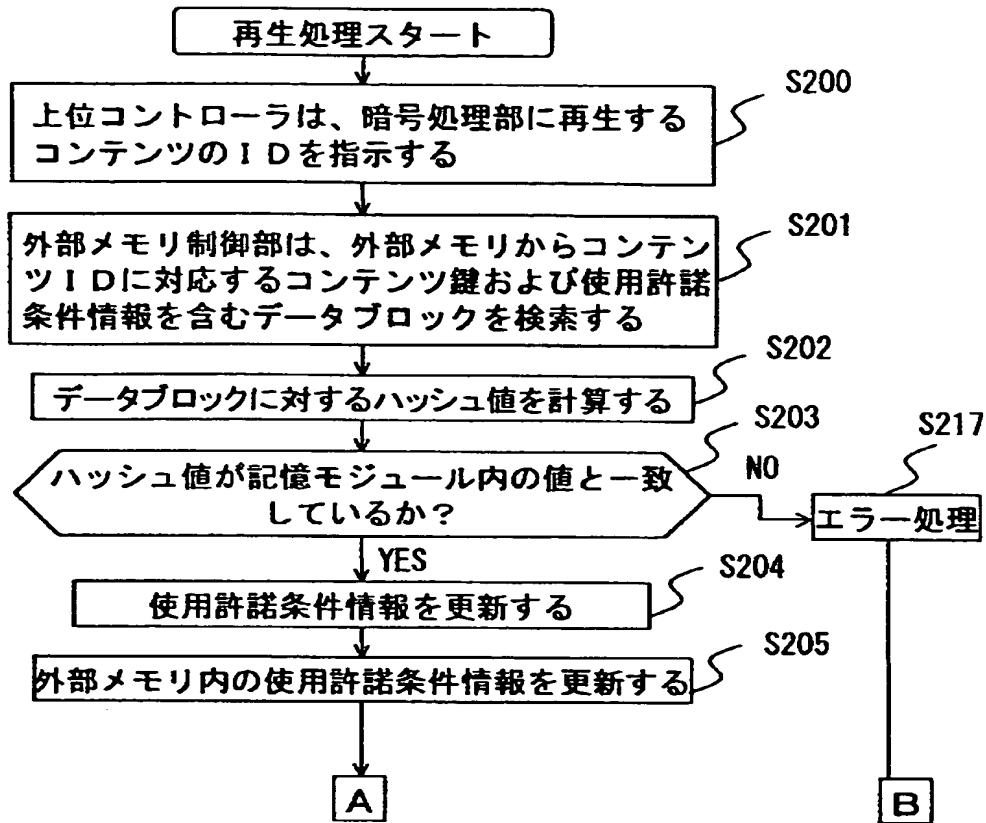 再生処理スタート
S200
上位コントローラは、暗号処理部に再生する
コンテンツのIDを指示する
S201
外部メモリ制御部は、外部メモリからコンテン
ツIDに対応するコンテンツ鍵および使用許諾
条件情報を含むデータブロックを検索する
S202
データブロックに対するハッシュ値を計算する
S203
ハッシュ値が記憶モジュール内の値と一致
しているか?
NO
S217
エラー処理
YES
S204
使用許諾条件情報を更新する
S205
外部メモリ内の使用許諾条件情報を更新する
A
B